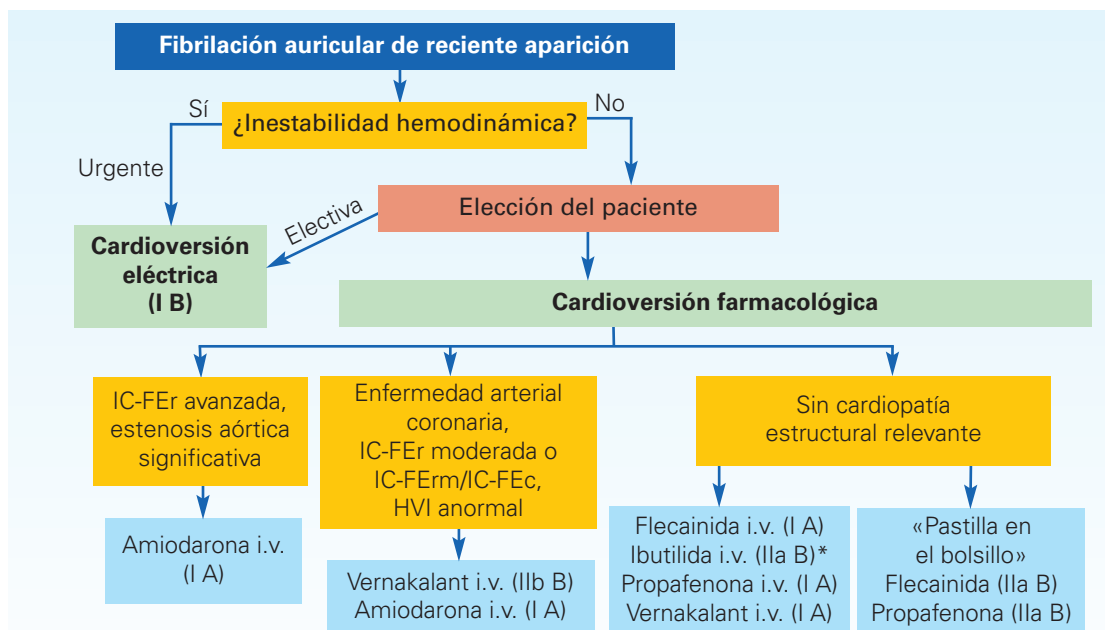 Fibrilación auricular de reciente aparición
Sí
¿Inestabilidad hemodinámica?
No
Urgente
Elección del paciente
Electiva
Cardioversión
eléctrica
(I B)
Cardioversión farmacológica
IC-FEr avanzada,
estenosis aórtica
significativa
Enfermedad arterial
coronaria,
IC-FEr moderada o
IC-FErm/IC-FEc,
HVI anormal
Sin cardiopatía
estructural relevante
Amiodarona i.v.
(I A)
Vernakalant i.v. (IIb B)
Amiodarona i.v. (I A)
Flecainida i.v. (I A)
Ibutilida i.v. (IIa B)*
Propafenona i.v. (I A)
Vernakalant i.v. (I A)
«Pastilla en
el bolsillo»
Flecainida (IIa B)
Propafenona (IIa B)